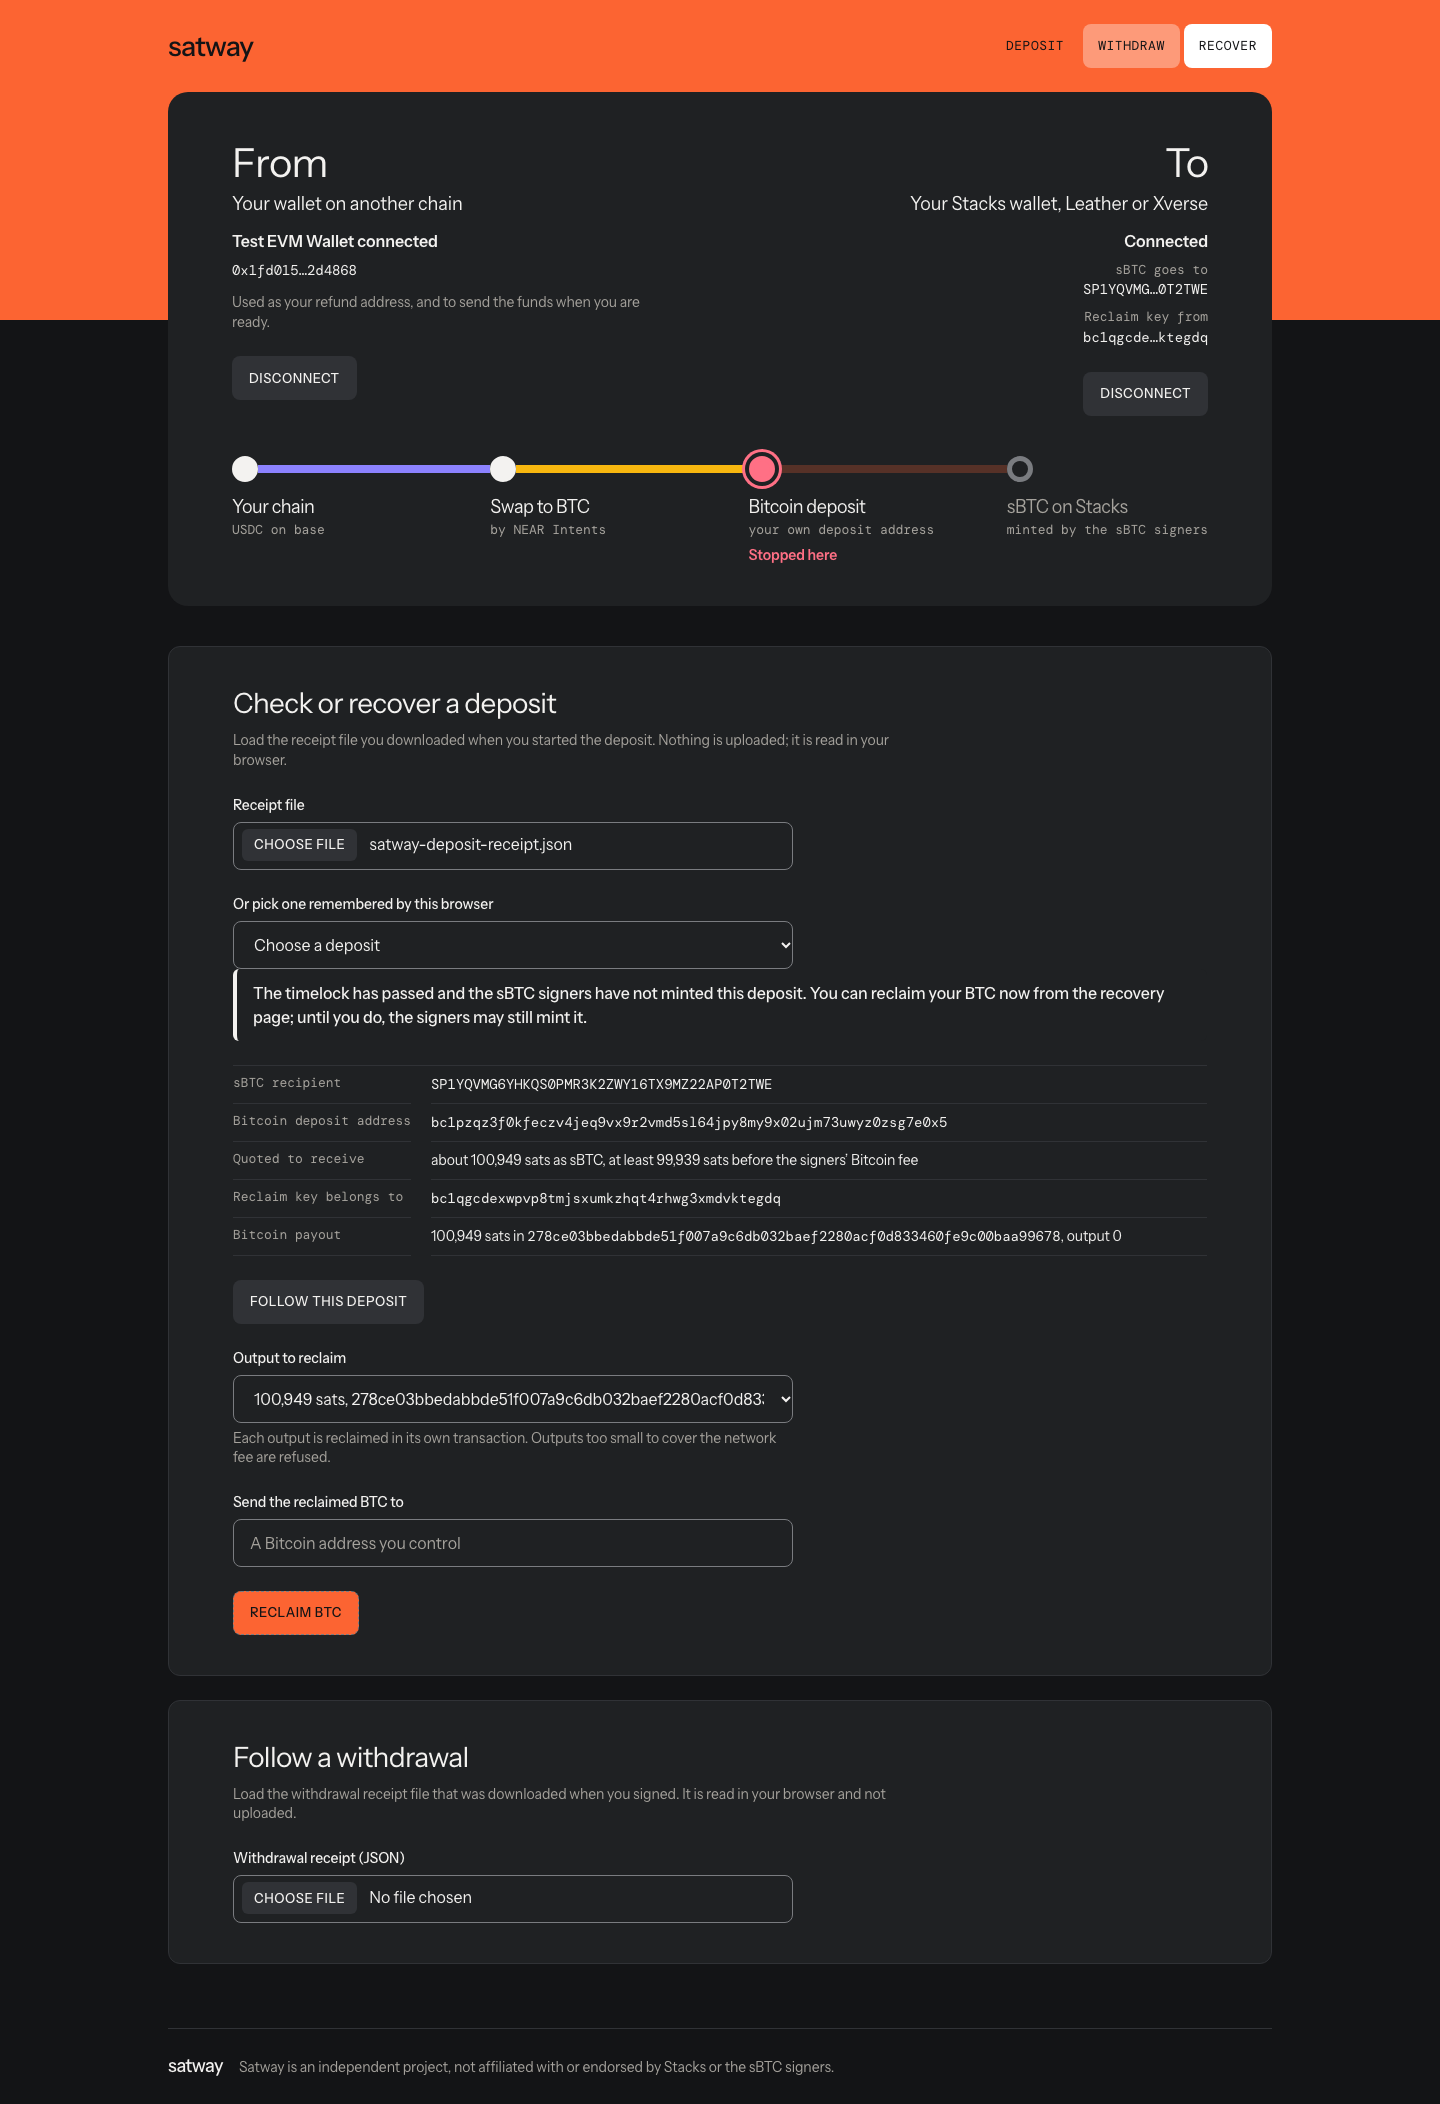 satway
DEPOSIT
WITHDRAW
RECOVER
From
To
Your wallet on another chain
Your Stacks wallet, Leather or Xverse
Test EVM Wallet connected
Connected
0x1fd015…2d4868
sBTC goes to
SP1YQVMG…0T2TWE
Used as your refund address, and to send the funds when you are
ready.
Reclaim key from
bc1qgcde…ktegdq
DISCONNECT
DISCONNECT
Your chain
USDC on base
Swap to BTC
by NEAR Intents
Bitcoin deposit
your own deposit address
Stopped here
sBTC on Stacks
minted by the sBTC signers
Check or recover a deposit
Load the receipt file you downloaded when you started the deposit. Nothing is uploaded; it is read in your
browser.
Receipt file
CHOOSE FILE satway-deposit-receipt.json
Or pick one remembered by this browser
Choose a deposit
The timelock has passed and the sBTC signers have not minted this deposit. You can reclaim your BTC now from the recovery
page; until you do, the signers may still mint it.
sBTC recipient SP1YQVMG6YHKQS0PMR3K2ZWY16TX9MZ22AP0T2TWE
Bitcoin deposit address bc1pzqz3f0kfeczv4jeq9vx9r2vmd5sl64jpy8my9x02ujm73uwyz0zsg7e0x5
Quoted to receive about 100,949 sats as sBTC, at least 99,939 sats before the signers’ Bitcoin fee
Reclaim key belongs to bc1qgcdexwpvp8tmjsxumkzhqt4rhwg3xmdvktegdq
Bitcoin payout 100,949 sats in 278ce03bbedabbde51f007a9c6db032baef2280acf0d833460fe9c00baa99678, output 0
FOLLOW THIS DEPOSIT
Output to reclaim
100,949 sats, 278ce03bbedabbde51f007a9c6db032baef2280acf0d833
Each output is reclaimed in its own transaction. Outputs too small to cover the network
fee are refused.
Send the reclaimed BTC to
A Bitcoin address you control
RECLAIM BTC
Follow a withdrawal
Load the withdrawal receipt file that was downloaded when you signed. It is read in your browser and not
uploaded.
Withdrawal receipt (JSON)
CHOOSE FILE No file chosen
satway Satway is an independent project, not affiliated with or endorsed by Stacks or the sBTC signers.